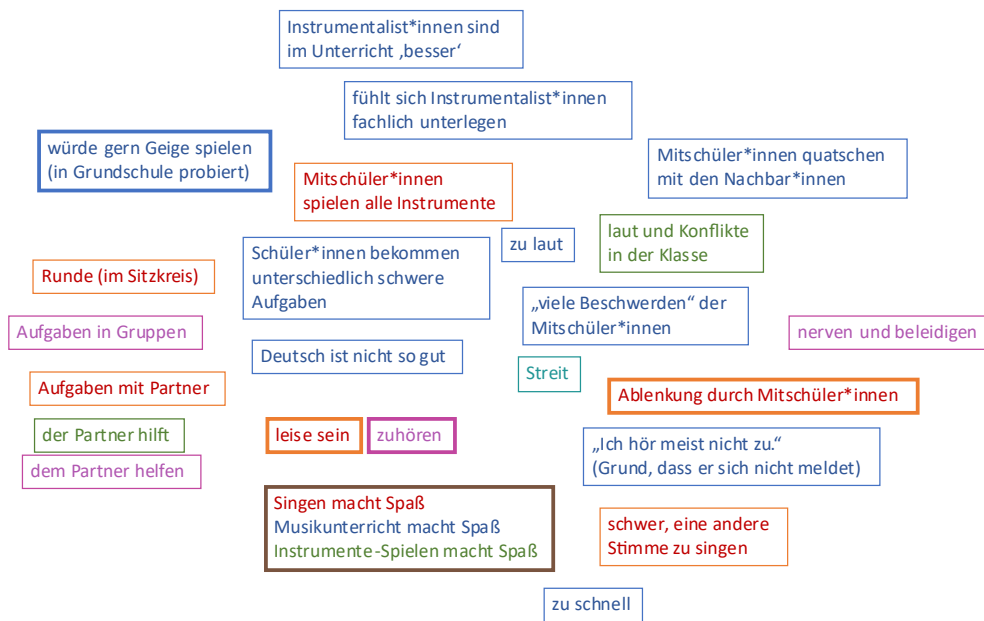 Instrumentalist*innen sind
im Unterricht ‚besser‘
fühlt sich Instrumentalist*innen
fachlich unterlegen
würde gern Geige spielen
(in Grundschule probiert)
Mitschüler*innen quatschen
mit den Nachbar*innen
Mitschüler*innen
spielen alle Instrumente
zu laut
laut und Konflikte
in der Klasse
Schüler*innen bekommen
unterschiedlich schwere
Aufgaben
Runde (im Sitzkreis)
„viele Beschwerden“ der
Mitschüler*innen
Aufgaben in Gruppen
nerven und beleidigen
Deutsch ist nicht so gut
Streit
Aufgaben mit Partner
Ablenkung durch Mitschüler*innen
der Partner hilft
leise sein
zuhören
„Ich hör meist nicht zu.“
(Grund, dass er sich nicht meldet)
dem Partner helfen
Singen macht Spaß
Musikunterricht macht Spaß
Instrumente-Spielen macht Spaß
schwer, eine andere
Stimme zu singen
zu schnell